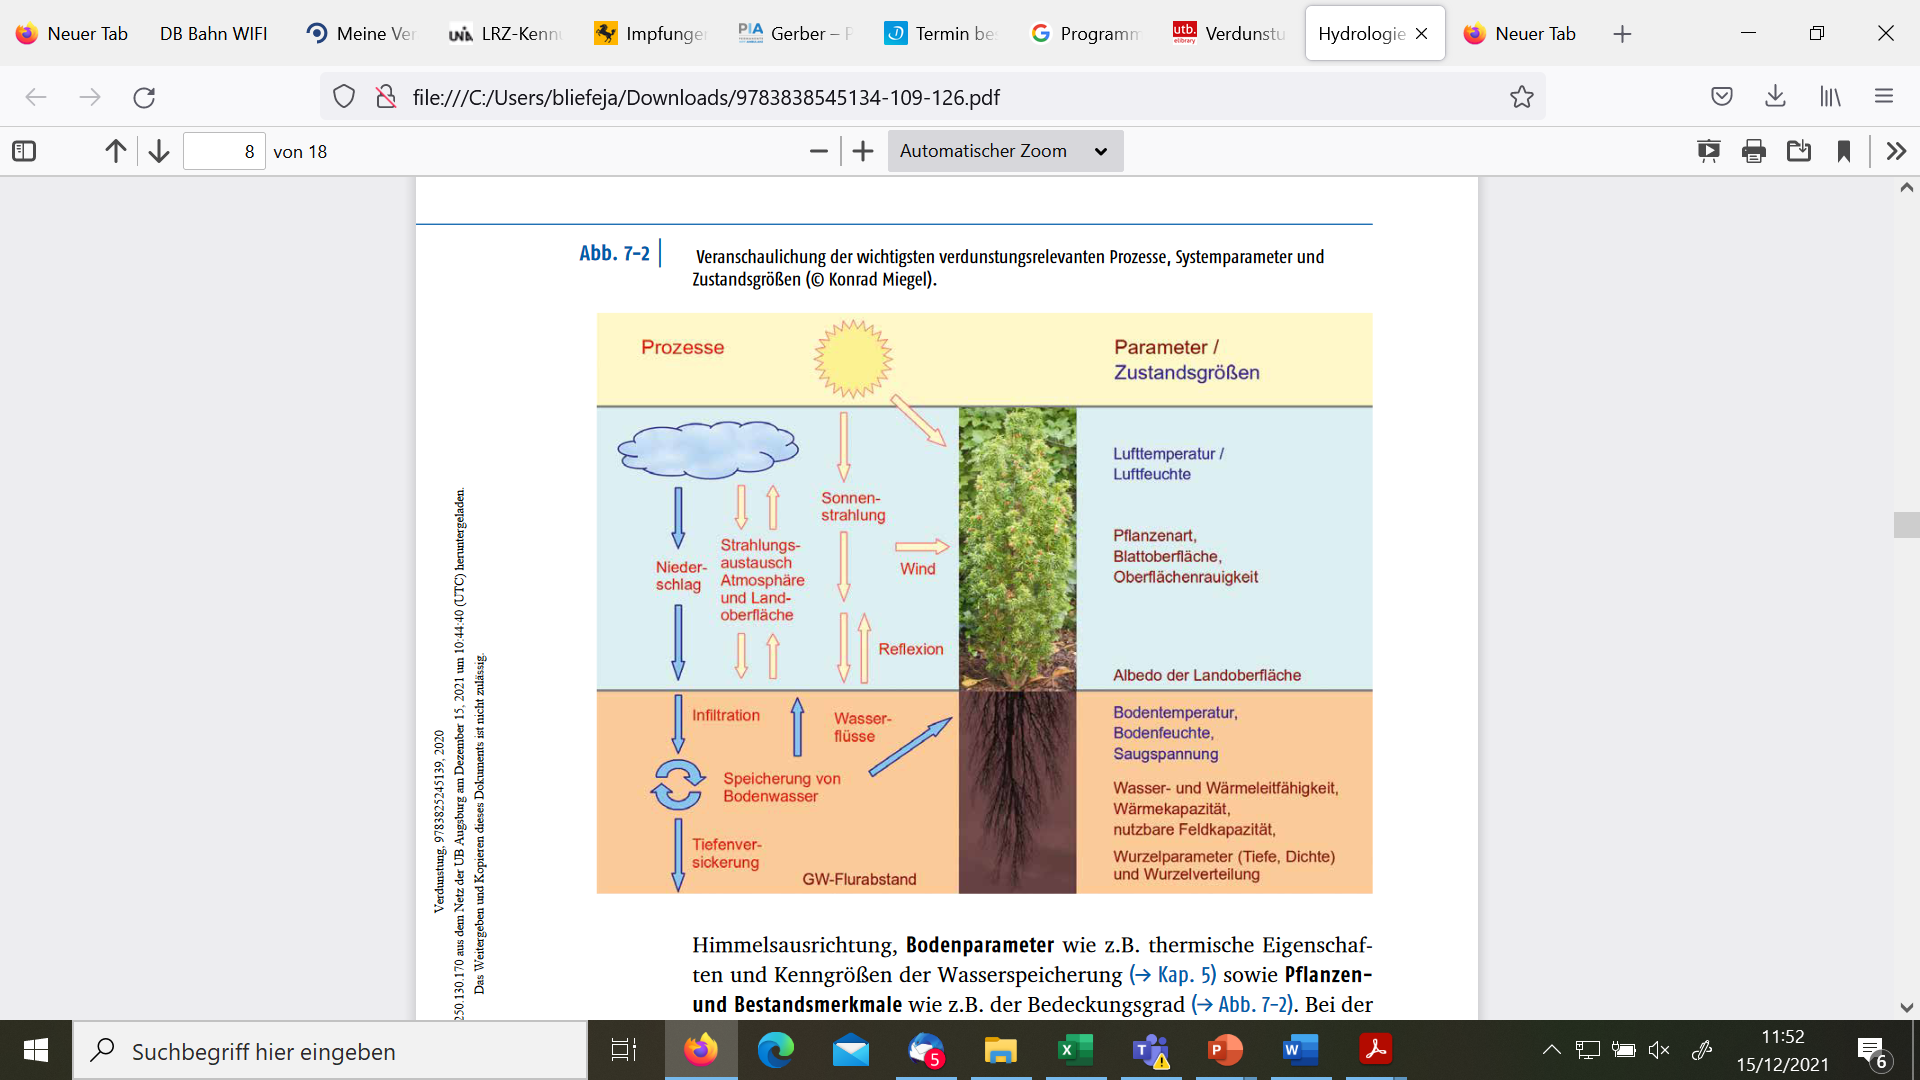 Neuer Tab
DB Bahn WIFI
Meine Ver
LRZ-Kennu
Impfungen
Gerber – P
Termin be
Programm
Verdunstu
Hydrologie
Neuer Tab
file:///C:/Users/bliefeja/Downloads/9783838545134-109-126.pdf
8 von 18
Automatischer Zoom
Abb. 7-2
Veranschaulichung der wichtigsten verdunstungsrelevanten Prozesse, Systemparameter und
Zustandsgrößen (© Konrad Miegel).
Prozesse
Parameter /
Zustandsgrößen
Sonnen-
strahlung
Strahlungs-
austausch
Atmosphäre
und Land-
oberfläche
Nieder-
schlag
Wind
Reflexion
Lufttemperatur /
Luftfeuchte
Pflanzenart,
Blattoberfläche,
Oberflächenrauigkeit
Albedo der Landoberfläche
Infiltration
Wasser-
flüsse
Speicherung von
Bodenwasser
Tiefenver-
sickerung
GW-Flurabstand
Bodentemperatur,
Bodenfeuchte,
Saugspannung
Wasser- und Wärmeleitfähigkeit,
Wärmekapazität,
nutzbare Feldkapazität,
Wurzelparameter (Tiefe, Dichte)
und Wurzelverteilung
Verdunstung, 9783825245139, 2020
250.130.170 aus dem Netz der UB Augsburg am Dezember 15, 2021 um 10:44:40 (UTC) heruntergeladen.
Das Weitergeben und Kopieren dieses Dokuments ist nicht zulässig.
Himmelsausrichtung, Bodenparameter wie z.B. thermische Eigenschaf-
ten und Kenngrößen der Wasserspeicherung (→ Kap. 5) sowie Pflanzen-
und Bestandsmerkmale wie z.B. der Bedeckungsgrad (→ Abb. 7-2). Bei der
Suchbegriff hier eingeben
5
11:52
15/12/2021
6